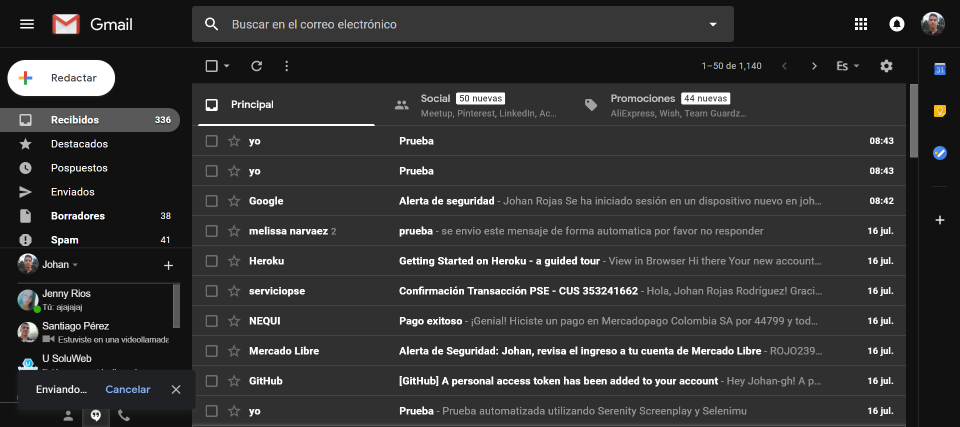 Gmail
Buscar en el correo electrónico
Redactar
1–50 de 1,140
Es
31
Principal
Social 50 nuevas
Meetup, Pinterest, LinkedIn, Ac...
Promociones 44 nuevas
AliExpress, Wish, Team Guardz...
Recibidos 336
Destacados
Pospuestos
Enviados
Borradores 38
Spam 41
Johan
Jenny Rios
Tú: ajajajaj
Santiago Pérez
Estuviste en una videollamada
U SoluWeb
Enviando... Cancelar
yo Prueba 08:43
yo Prueba 08:43
Google Alerta de seguridad - Johan Rojas Se ha iniciado sesión en un dispositivo nuevo en joh... 08:42
melissa narvaez 2 prueba - se envio este mensaje de forma automatica por favor no responder 16 jul.
Heroku Getting Started on Heroku - a guided tour - View in Browser Hi there Your new account... 16 jul.
serviciopse Confirmación Transacción PSE - CUS 353241662 - Hola, Johan Rojas Rodríguez! Graci... 16 jul.
NEQUI Pago exitoso - ¡Genial! Hiciste un pago en Mercadopago Colombia SA por 44799 y tod... 16 jul.
Mercado Libre Alerta de Seguridad: Johan, revisa el ingreso a tu cuenta de Mercado Libre - ROJO239... 16 jul.
GitHub [GitHub] A personal access token has been added to your account - Hey Johan-gh! A p... 16 jul.
yo Prueba - Prueba automatizada utilizando Serenity Screenplay y Selenimu 16 jul.